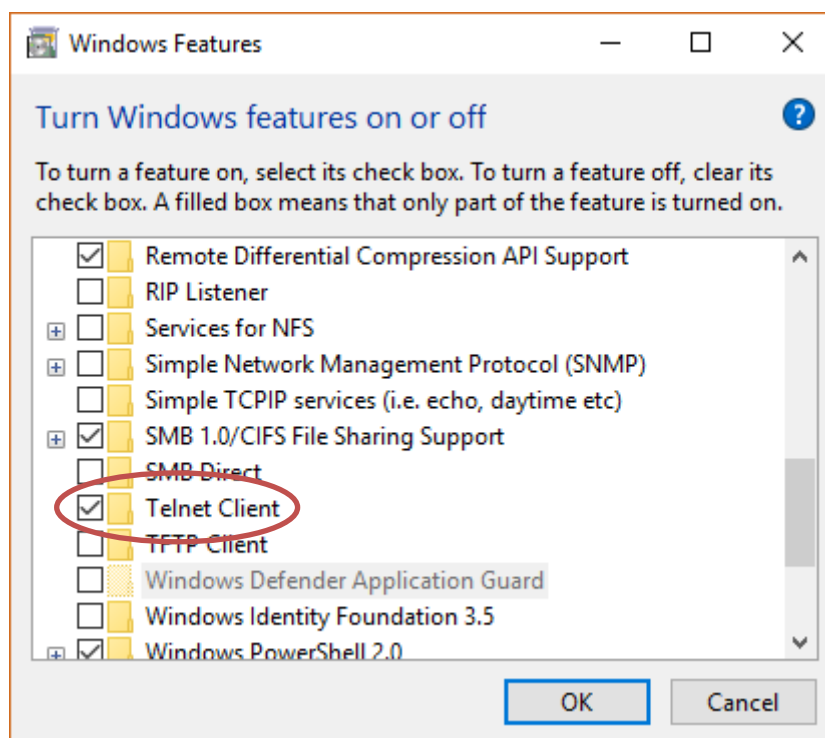 Windows Features
Turn Windows features on or off
?
To turn a feature on, select its check box. To turn a feature off, clear its
check box. A filled box means that only part of the feature is turned on.
Remote Differential Compression API Support
RIP Listener
Services for NFS
Simple Network Management Protocol (SNMP)
Simple TCPIP services (i.e. echo, daytime etc)
SMB 1.0/CIFS File Sharing Support
SMB Direct
Telnet Client
TFTP Client
Windows Defender Application Guard
Windows Identity Foundation 3.5
Windows PowerShell 2.0
OK Cancel